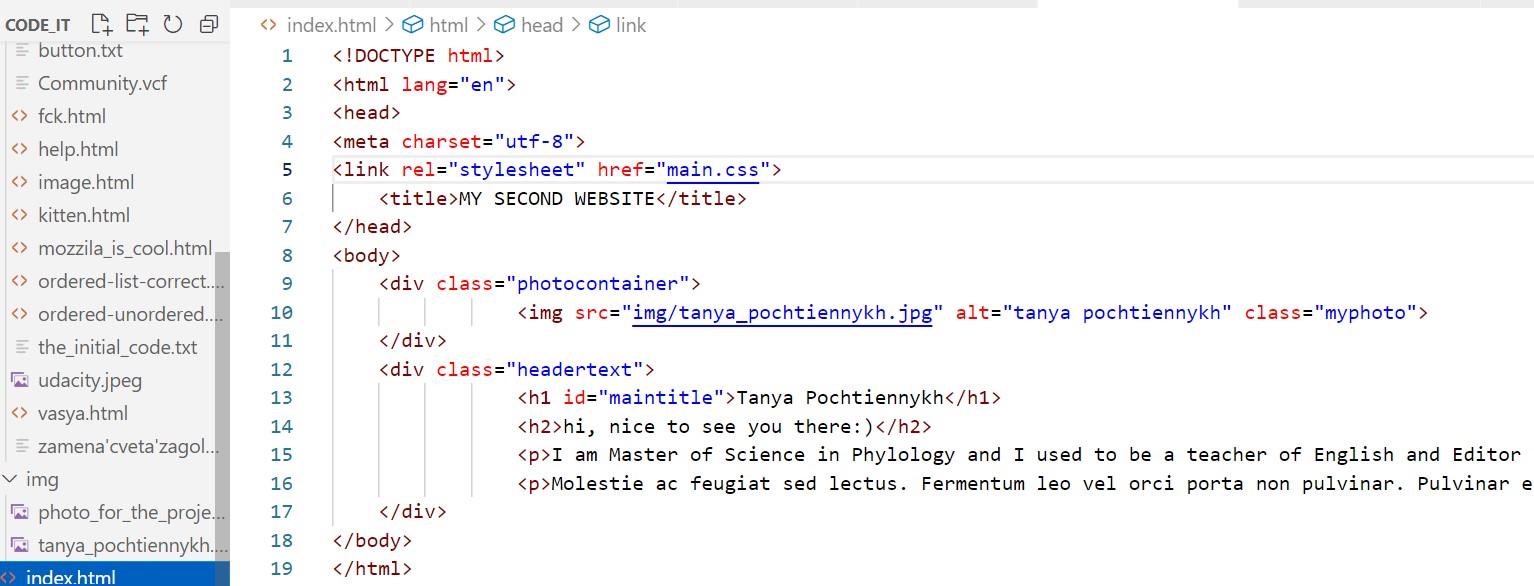 CODE_IT
button.txt
Community.vcf
fck.html
help.html
image.html
kitten.html
mozzila_is_cool.html
ordered-list-correct....
ordered-unordered....
the_initial_code.txt
udacity.jpeg
vasya.html
zamena'cveta'zagol...
img
photo_for_the_proje...
tanya_pochtiennykh....
index.html
index.html > html > head > link
1 <!DOCTYPE html>
2 <html lang="en">
3 <head>
4 <meta charset="utf-8">
5 <link rel="stylesheet" href="main.css">
6 <title>MY SECOND WEBSITE</title>
7 </head>
8 <body>
9 <div class="photocontainer">
10 <img src="img/tanya_pochtiennykh.jpg" alt="tanya pochtiennykh" class="myphoto">
11 </div>
12 <div class="headertext">
13 <h1 id="maintitle">Tanya Pochtiennykh</h1>
14 <h2>hi, nice to see you there:)</h2>
15 <p>I am Master of Science in Phylology and I used to be a teacher of English and Editor
16 <p>Molestie ac feugiat sed lectus. Fermentum leo vel orci porta non pulvinar. Pulvinar e
17 </div>
18 </body>
19 </html>